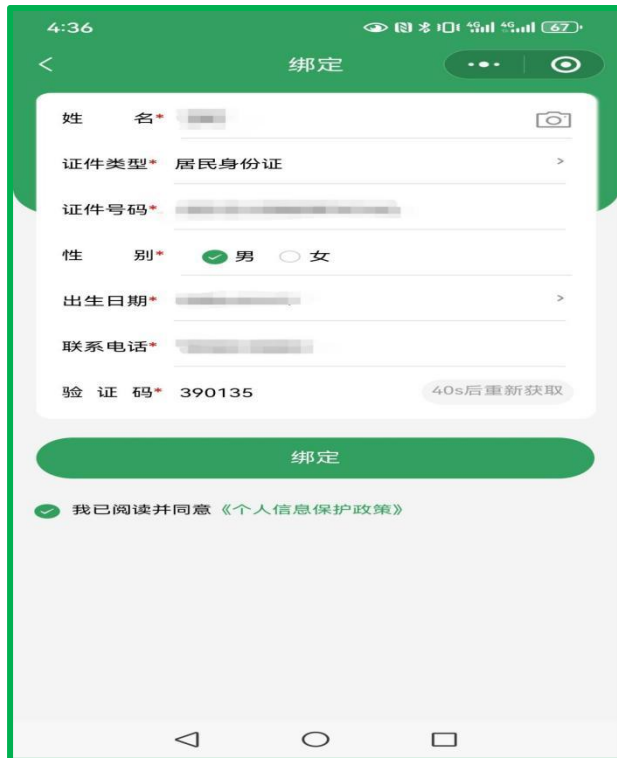 4:36 4G 4G 67
绑定
姓 名*
证件类型* 居民身份证 >
证件号码*
性 别* 男 女
出生日期* >
联系电话*
验 证 码* 390135 40s后重新获取
绑定
我已阅读并同意《个人信息保护政策》